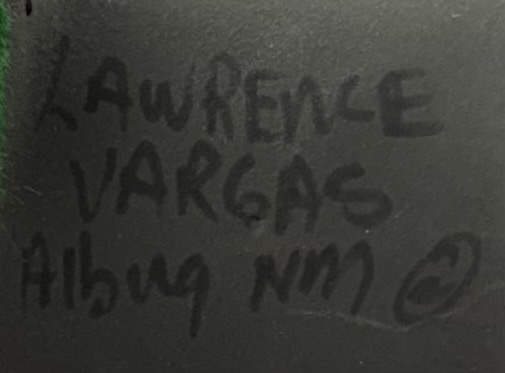 LAWRENCE
VARGAS
Albuq NM